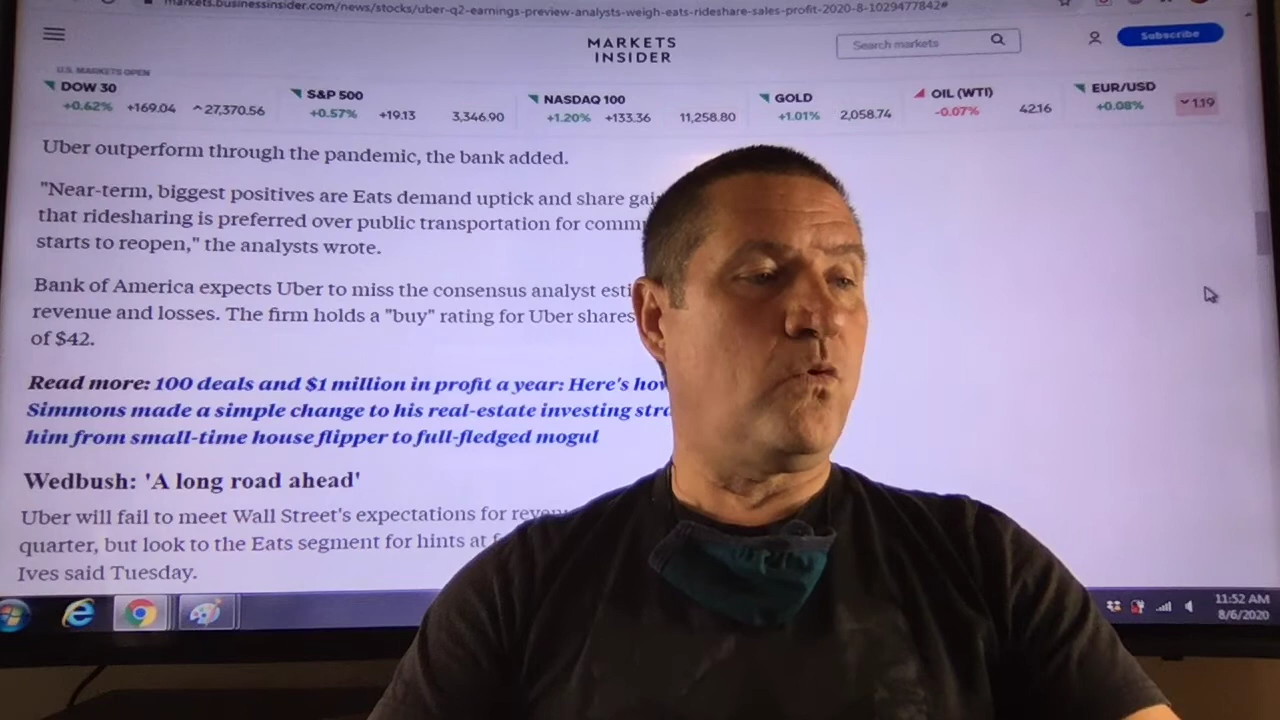 markets.businessinsider.com/news/stocks/uber-q2-earnings-preview-analysts-weigh-eats-rideshare-sales-profit-2020-8-1029477842#
MARKETS
INSIDER
Search markets
Subscribe
U.S. MARKETS OPEN
DOW 30
+0.62% +169.04 27,370.56
S&P 500
+0.57% +19.13 3,346.90
NASDAQ 100
+1.20% +133.36 11,258.80
GOLD
+1.01% 2,058.74
OIL (WTI)
-0.07% 42.16
EUR/USD
+0.08% 1.19
Uber outperform through the pandemic, the bank added.
"Near-term, biggest positives are Eats demand uptick and share
that ridesharing is preferred over public transportation for
starts to reopen," the analysts wrote.
Bank of America expects Uber to miss the consensus analyst
revenue and losses. The firm holds a "buy" rating for Uber shares
of $42.
Read more: 100 deals and $1 million in profit a year: Here's
Simmons made a simple change to his real-estate investing
him from small-time house flipper to full-fledged mogul
Wedbush: 'A long road ahead'
Uber will fail to meet Wall Street's expectations for
quarter, but look to the Eats segment for hints at
Ives said Tuesday.
11:52 AM
8/6/2020